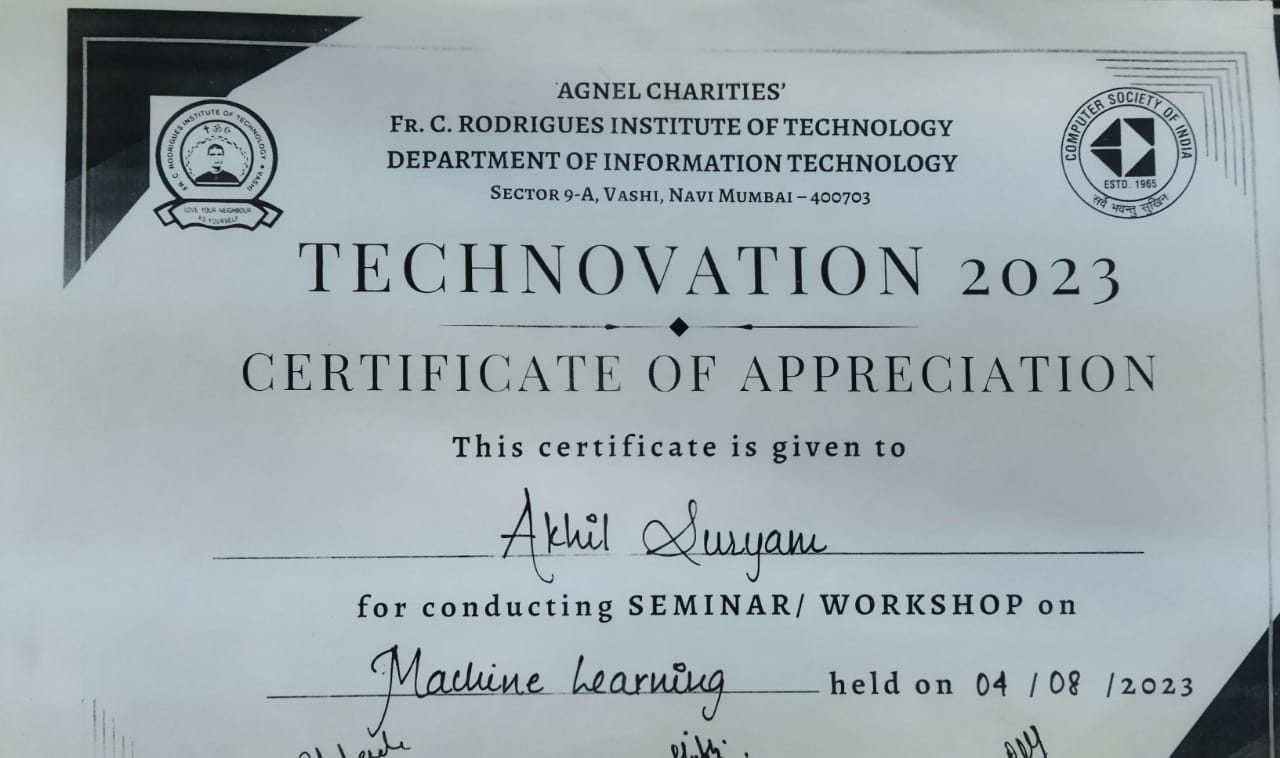 AGNEL CHARITIES'
FR. C. RODRIGUES INSTITUTE OF TECHNOLOGY
DEPARTMENT OF INFORMATION TECHNOLOGY
SECTOR 9-A, VASHI, NAVI MUMBAI – 400703
FR. C. RODRIGUES INSTITUTE OF TECHNOLOGY • VASHI
LOVE YOUR NEIGHBOUR
AS YOURSELF
COMPUTER SOCIETY OF INDIA
ESTD. 1965
सर्वे भवन्तु सुखिनः
TECHNOVATION 2023
CERTIFICATE OF APPRECIATION
This certificate is given to
Akhil Suryam
for conducting SEMINAR/ WORKSHOP on
Machine Learning held on 04 / 08 /2023